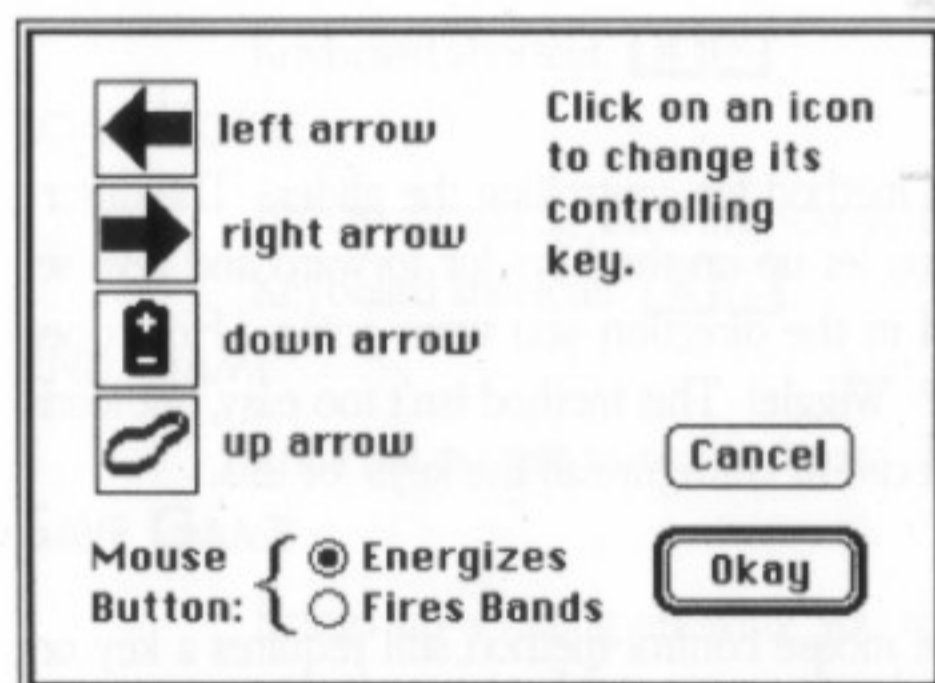 left arrow
right arrow
down arrow
up arrow
Click on an icon
to change its
controlling
key.
Cancel
Mouse
Button:
Energizes
Fires Bands
Okay